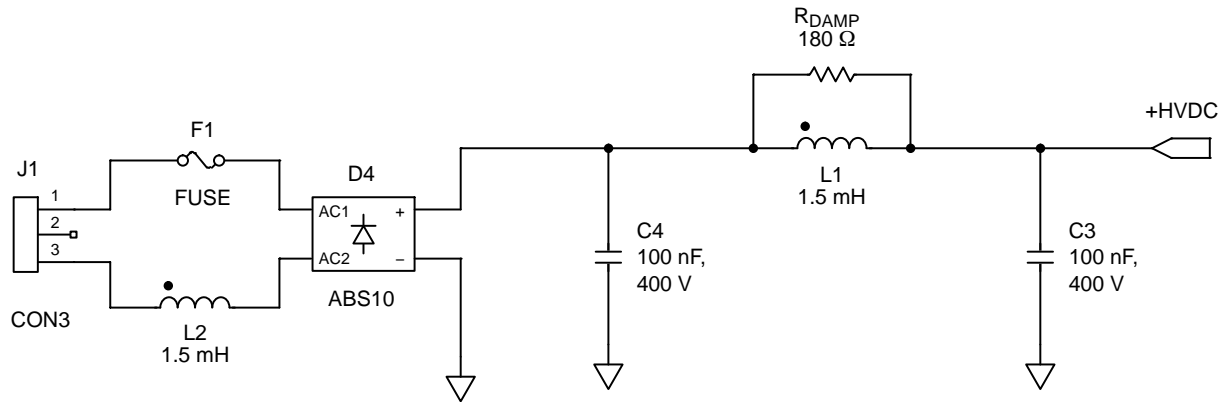 R_DAMP
180 Ω
+HVDC
F1
J1
FUSE
D4
L1
1.5 mH
1
2
3
AC1
+
AC2
–
C4
100 nF,
400 V
C3
100 nF,
400 V
ABS10
CON3
L2
1.5 mH